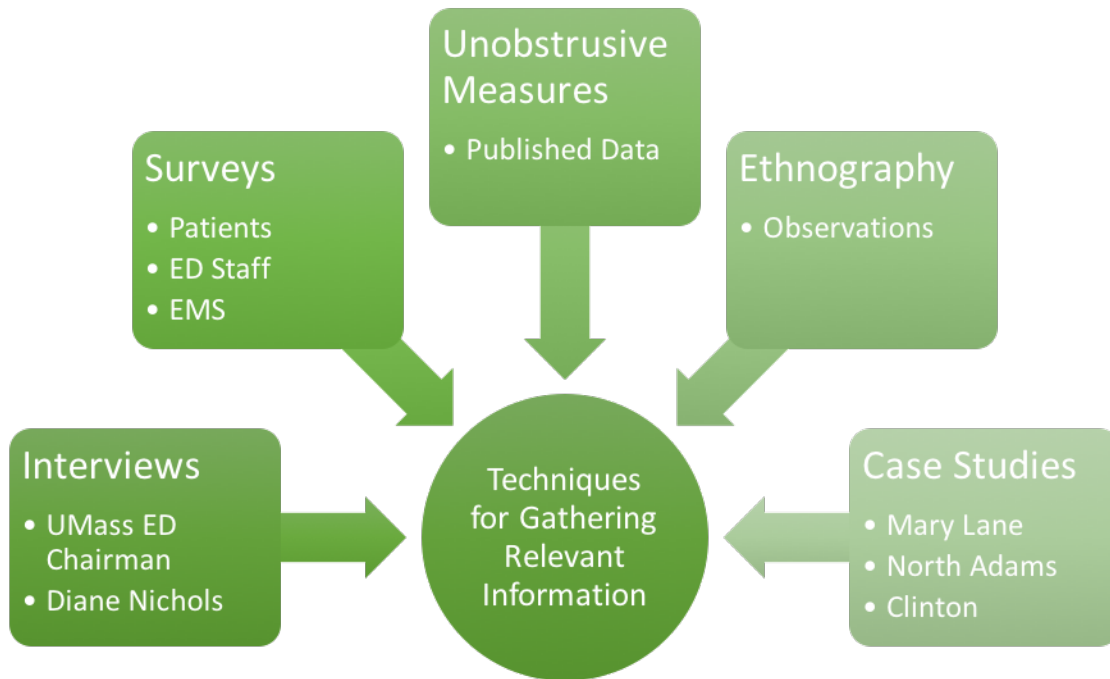 Unobstrusive
Measures
• Published Data
Surveys
• Patients
• ED Staff
• EMS
Ethnography
• Observations
Interviews
• UMass ED
Chairman
• Diane Nichols
Techniques
for Gathering
Relevant
Information
Case Studies
• Mary Lane
• North Adams
• Clinton